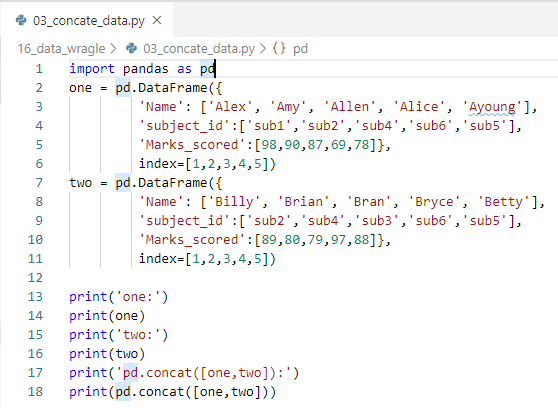 03_concate_data.py ×
16_data_wragle > 03_concate_data.py > {} pd
1 import pandas as pd
2 one = pd.DataFrame({
3         'Name': ['Alex', 'Amy', 'Allen', 'Alice', 'Ayoung'],
4         'subject_id':['sub1','sub2','sub4','sub6','sub5'],
5         'Marks_scored':[98,90,87,69,78]},
6         index=[1,2,3,4,5])
7 two = pd.DataFrame({
8         'Name': ['Billy', 'Brian', 'Bran', 'Bryce', 'Betty'],
9         'subject_id':['sub2','sub4','sub3','sub6','sub5'],
10         'Marks_scored':[89,80,79,97,88]},
11         index=[1,2,3,4,5])
12
13 print('one:')
14 print(one)
15 print('two:')
16 print(two)
17 print('pd.concat([one,two]):')
18 print(pd.concat([one,two]))